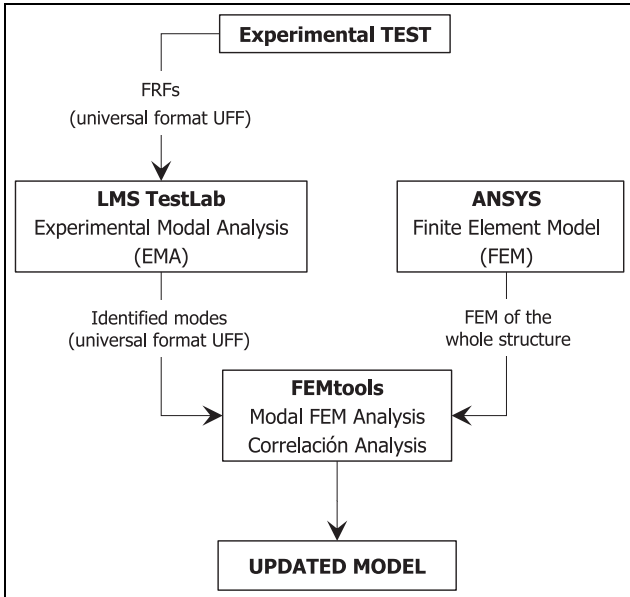 Experimental TEST
FRFs
(universal format UFF)
LMS TestLab
Experimental Modal Analysis
(EMA)
ANSYS
Finite Element Model
(FEM)
Identified modes
(universal format UFF)
FEM of the
whole structure
FEMtools
Modal FEM Analysis
Correlación Analysis
UPDATED MODEL